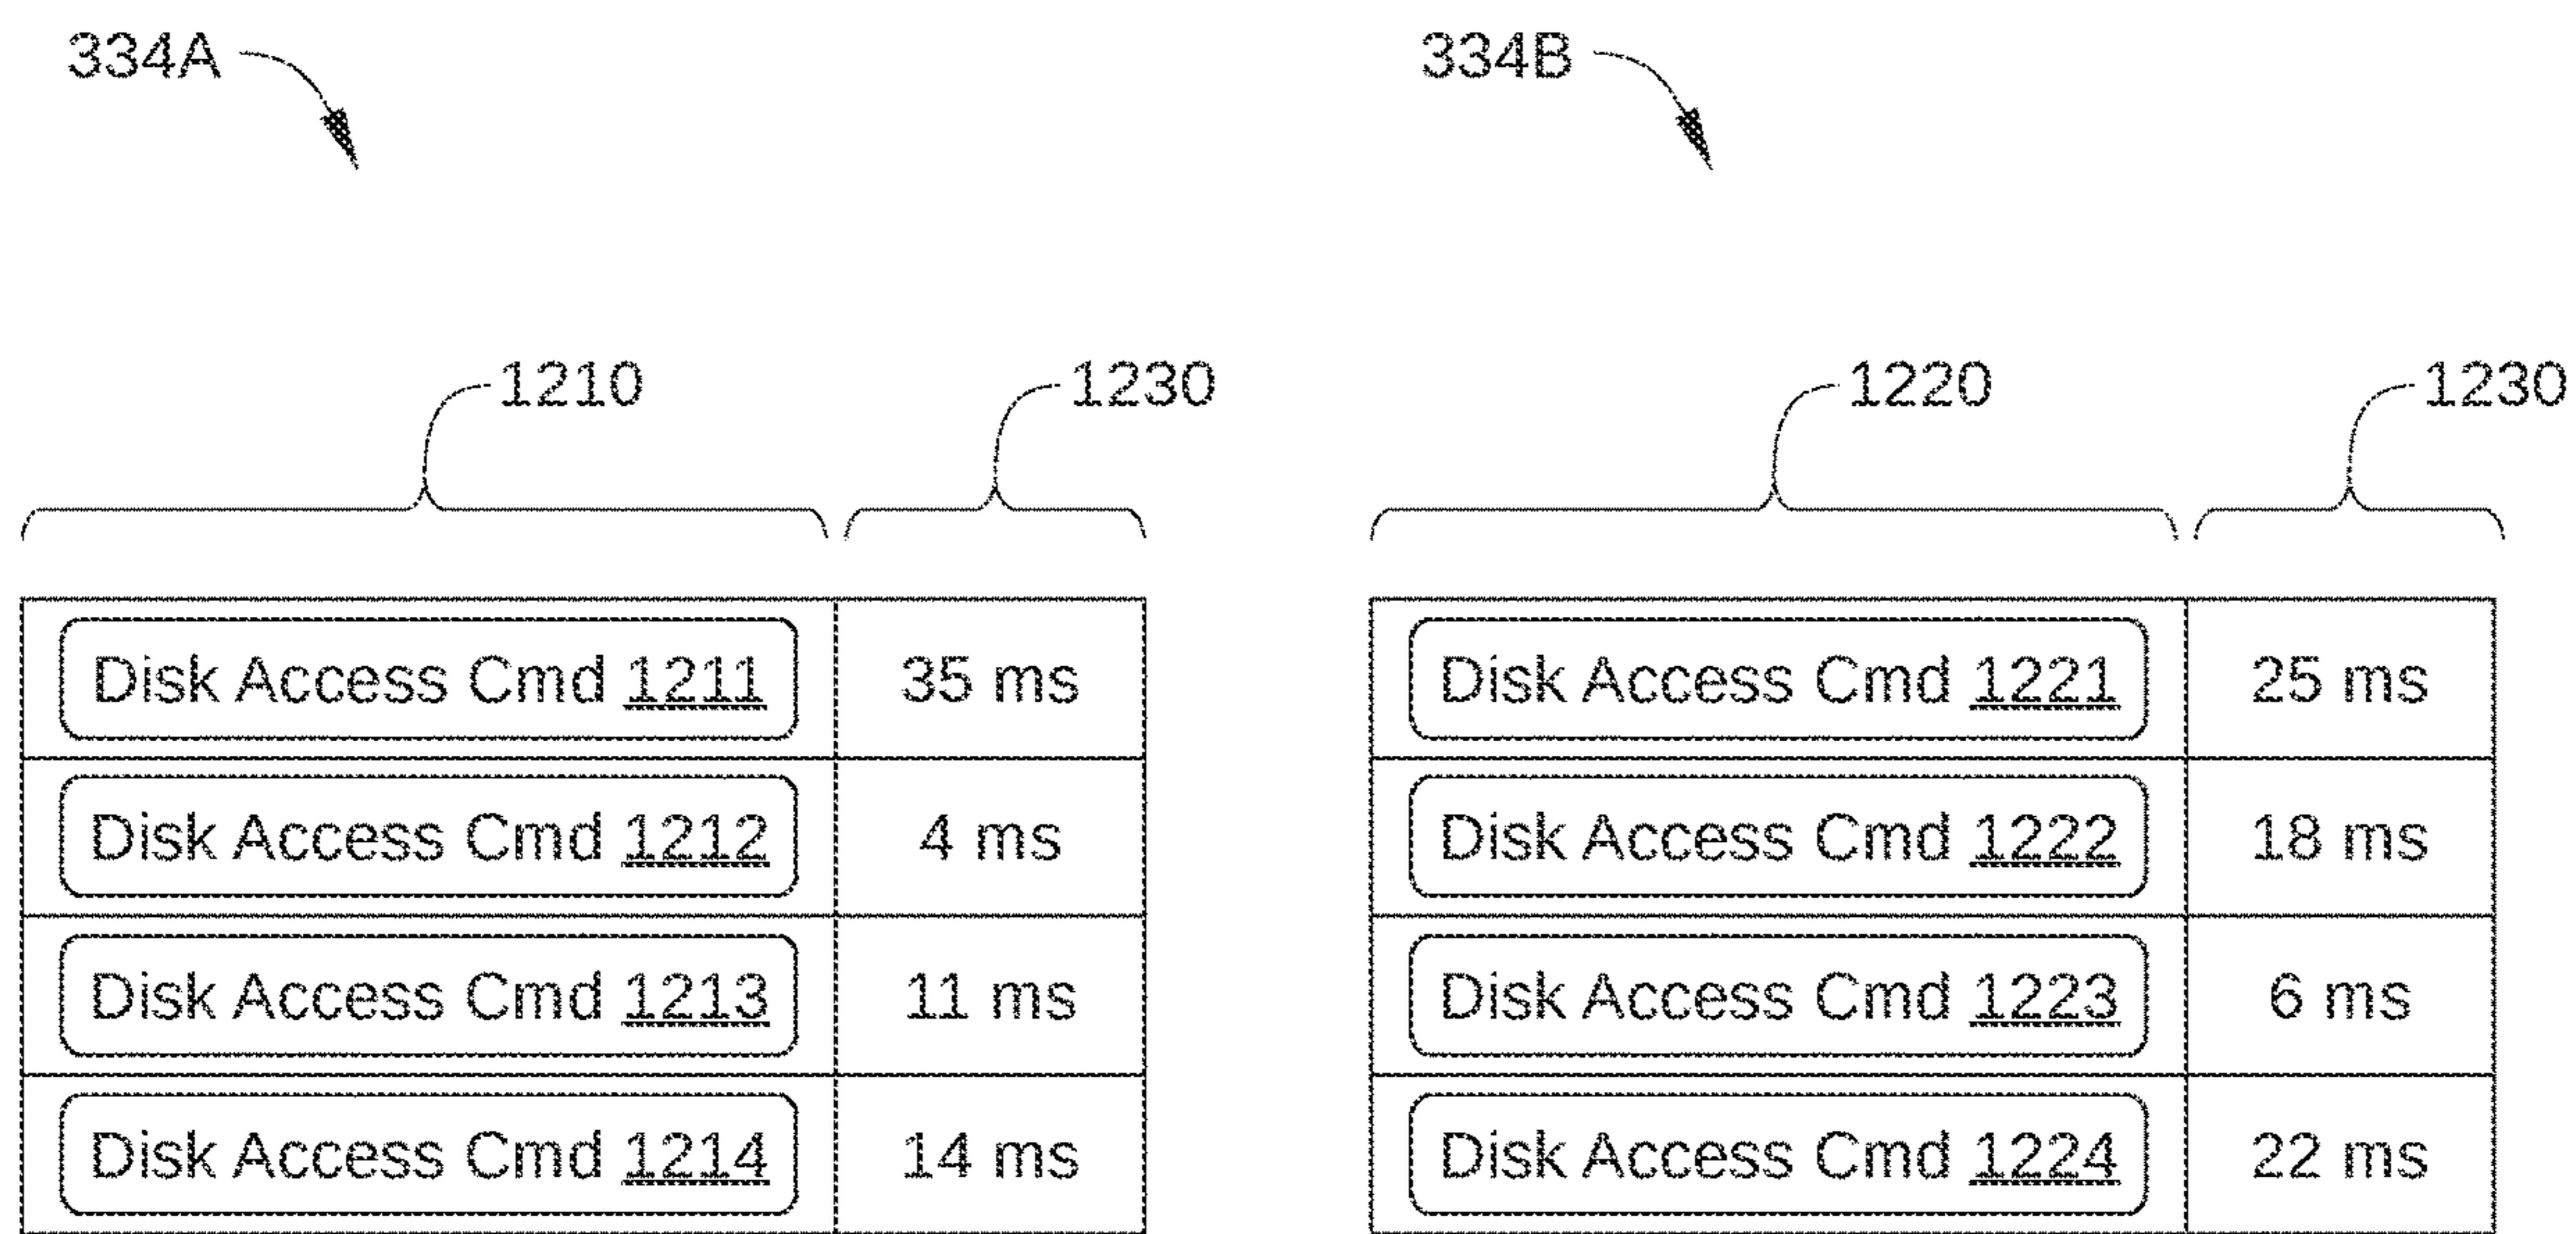 334A 334B
1210 1230 1220 1230
Disk Access Cmd 1211 35 ms Disk Access Cmd 1221 25 ms
Disk Access Cmd 1212 4 ms Disk Access Cmd 1222 18 ms
Disk Access Cmd 1213 11 ms Disk Access Cmd 1223 6 ms
Disk Access Cmd 1214 14 ms Disk Access Cmd 1224 22 ms